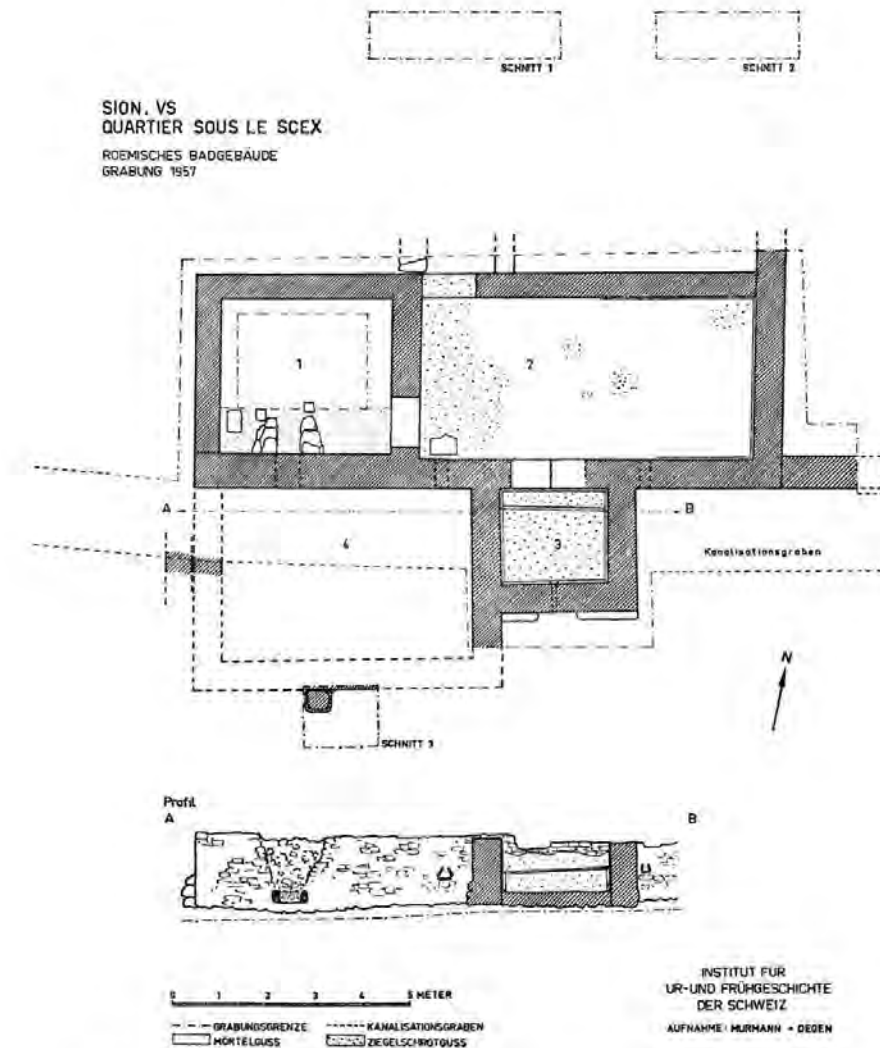 SCHNITT 1
SCHNITT 2
SION. VS
QUARTIER SOUS LE SCEX
ROEMISCHES BADGEBÄUDE
GRABUNG 1957
1
2
A
B
4
3
Kanalisationsgraben
N
SCHNITT 3
Profil
A
B
0 1 2 3 4 5 METER
GRABUNGSGRENZE
KANALISATIONSGRABEN
MÖRTELGUSS
ZIEGELSCHROTGUSS
INSTITUT FÜR
UR-UND FRÜHGESCHICHTE
DER SCHWEIZ
AUFNAHME: MURMANN + DEGEN